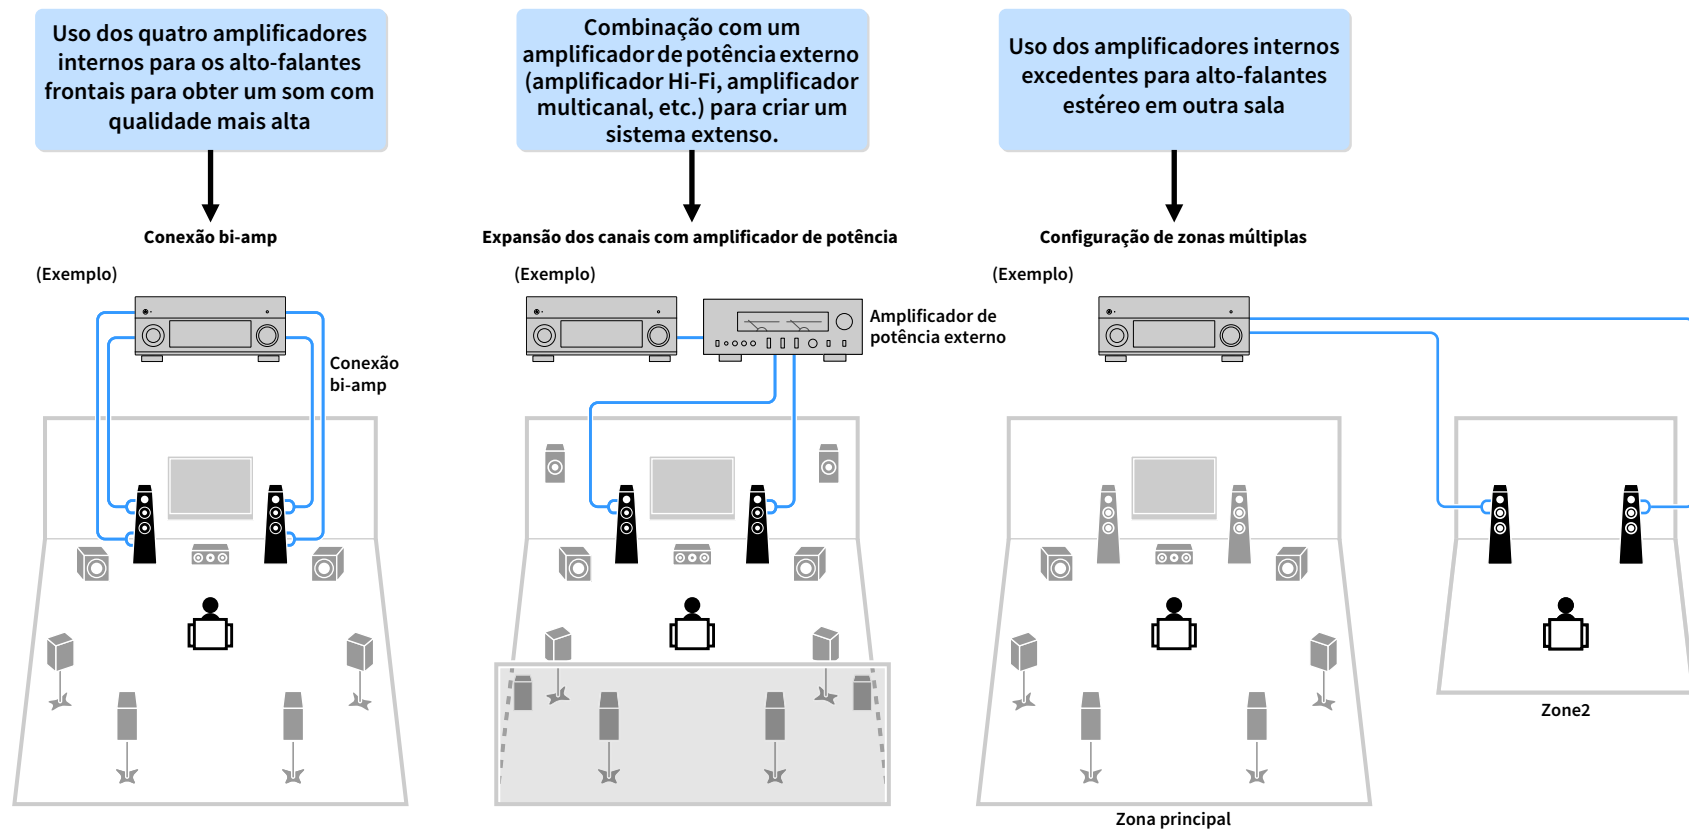 Uso dos quatro amplificadores
internos para os alto-falantes
frontais para obter um som com
qualidade mais alta
Combinação com um
amplificador de potência externo
(amplificador Hi-Fi, amplificador
multicanal, etc.) para criar um
sistema extenso.
Uso dos amplificadores internos
excedentes para alto-falantes
estéreo em outra sala
Conexão bi-amp
Expansão dos canais com amplificador de potência
Configuração de zonas múltiplas
(Exemplo)
(Exemplo)
(Exemplo)
Conexão
bi-amp
Amplificador de
potência externo
Zone2
Zona principal